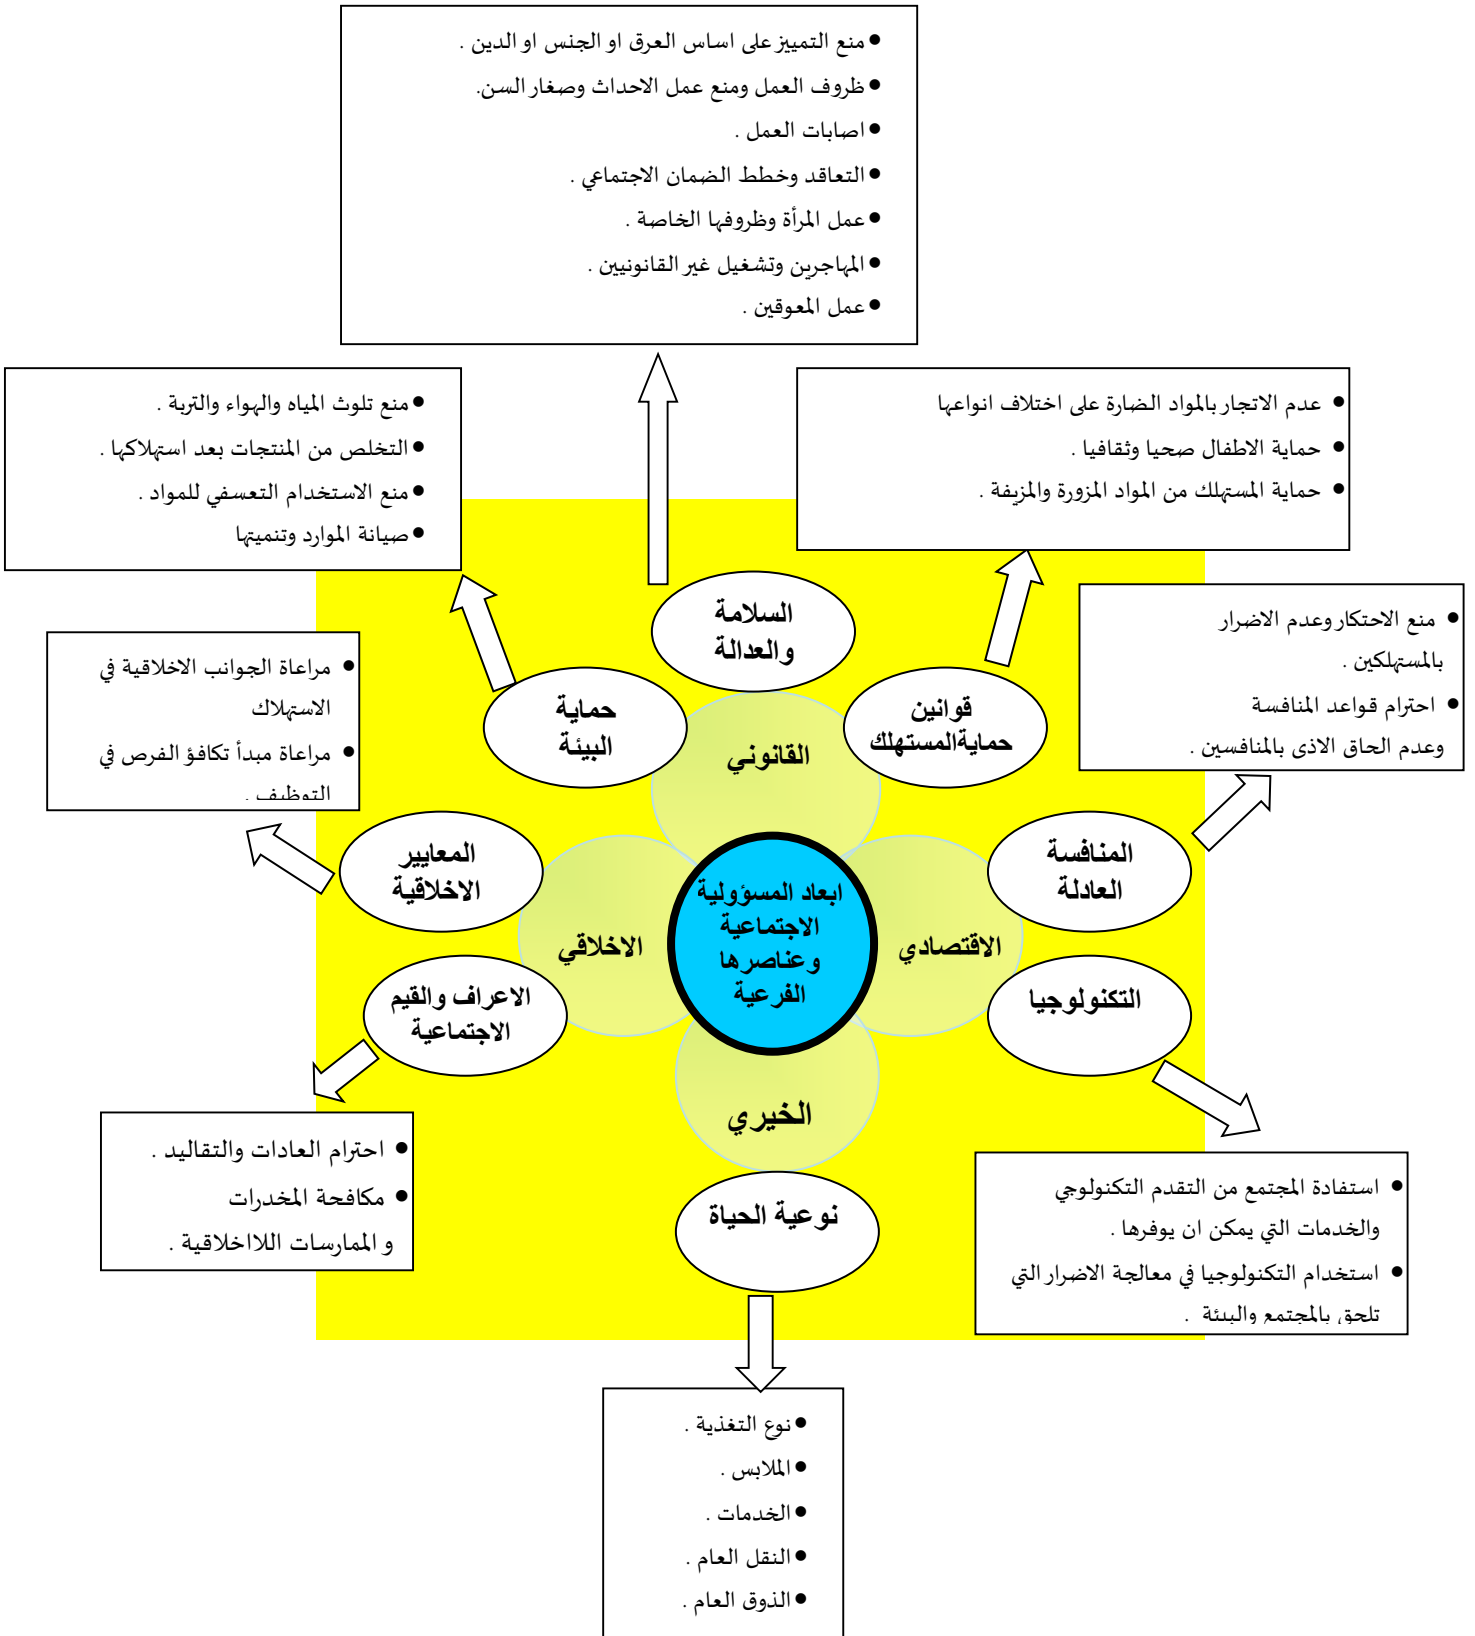 ● منع التمييز على اساس العرق او الجنس او الدين .
● ظروف العمل ومنع عمل الاحداث وصغار السن.
● اصابات العمل .
● التعاقد وخطط الضمان الاجتماعي .
● عمل المرأة وظروفها الخاصة .
● المهاجرين وتشغيل غير القانونيين .
● عمل المعوقين .
● عدم الاتجار بالمواد الضارة على اختلاف انواعها
● حماية الاطفال صحيا وثقافيا .
● حماية المستهلك من المواد المزورة والمزيفة .
● منع تلوث المياه والهواء والتربة .
● التخلص من المنتجات بعد استهلاكها .
● منع الاستخدام التعسفي للمواد .
● صيانة الموارد وتنميتها
● منع الاحتكار وعدم الاضرار
بالمستهلكين .
● احترام قواعد المنافسة
وعدم الحاق الاذى بالمنافسين .
● مراعاة الجوانب الاخلاقية في
الاستهلاك
● مراعاة مبدأ تكافؤ الفرص في
التوظيف .
السلامة
والعدالة
قوانين
حمايةالمستهلك
حماية
البيئة
القانوني
المنافسة
العادلة
المعايير
الاخلاقية
ابعاد المسؤولية
الاجتماعية
وعناصرها
الفرعية
الاقتصادي
الاخلاقي
التكنولوجيا
الاعراف والقيم
الاجتماعية
الخيري
نوعية الحياة
● استفادة المجتمع من التقدم التكنولوجي
والخدمات التي يمكن ان يوفرها .
● استخدام التكنولوجيا في معالجة الاضرار التي
تلحق بالمجتمع والبيئة .
● احترام العادات والتقاليد .
● مكافحة المخدرات
و الممارسات اللااخلاقية .
● نوع التغذية .
● الملابس .
● الخدمات .
● النقل العام .
● الذوق العام .